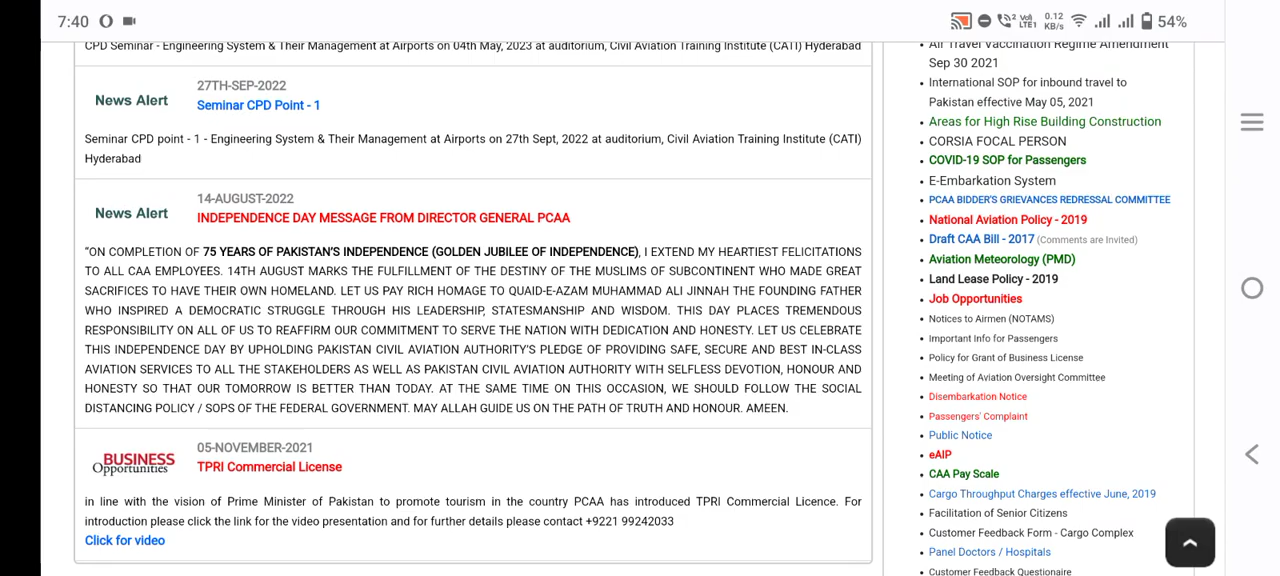 7:40
VoI) LTE1
0.12 KB/s
54%
CPD Seminar - Engineering System & Their Management at Airports on 04th May, 2023 at auditorium, Civil Aviation Training Institute (CATI) Hyderabad
News Alert
27TH-SEP-2022
Seminar CPD Point - 1
Seminar CPD point - 1 - Engineering System & Their Management at Airports on 27th Sept, 2022 at auditorium, Civil Aviation Training Institute (CATI)
Hyderabad
News Alert
14-AUGUST-2022
INDEPENDENCE DAY MESSAGE FROM DIRECTOR GENERAL PCAA
“ON COMPLETION OF 75 YEARS OF PAKISTAN'S INDEPENDENCE (GOLDEN JUBILEE OF INDEPENDENCE), I EXTEND MY HEARTIEST FELICITATIONS
TO ALL CAA EMPLOYEES. 14TH AUGUST MARKS THE FULFILLMENT OF THE DESTINY OF THE MUSLIMS OF SUBCONTINENT WHO MADE GREAT
SACRIFICES TO HAVE THEIR OWN HOMELAND. LET US PAY RICH HOMAGE TO QUAID-E-AZAM MUHAMMAD ALI JINNAH THE FOUNDING FATHER
WHO INSPIRED A DEMOCRATIC STRUGGLE THROUGH HIS LEADERSHIP, STATESMANSHIP AND WISDOM. THIS DAY PLACES TREMENDOUS
RESPONSIBILITY ON ALL OF US TO REAFFIRM OUR COMMITMENT TO SERVE THE NATION WITH DEDICATION AND HONESTY. LET US CELEBRATE
THIS INDEPENDENCE DAY BY UPHOLDING PAKISTAN CIVIL AVIATION AUTHORITY'S PLEDGE OF PROVIDING SAFE, SECURE AND BEST IN-CLASS
AVIATION SERVICES TO ALL THE STAKEHOLDERS AS WELL AS PAKISTAN CIVIL AVIATION AUTHORITY WITH SELFLESS DEVOTION, HONOUR AND
HONESTY SO THAT OUR TOMORROW IS BETTER THAN TODAY. AT THE SAME TIME ON THIS OCCASION, WE SHOULD FOLLOW THE SOCIAL
DISTANCING POLICY / SOPS OF THE FEDERAL GOVERNMENT. MAY ALLAH GUIDE US ON THE PATH OF TRUTH AND HONOUR. AMEEN.
BUSINESS
Opportunities
05-NOVEMBER-2021
TPRI Commercial License
in line with the vision of Prime Minister of Pakistan to promote tourism in the country PCAA has introduced TPRI Commercial Licence. For
introduction please click the link for the video presentation and for further details please contact +9221 99242033
Click for video
Air Travel Vaccination Regime Amendment
Sep 30 2021
International SOP for inbound travel to
Pakistan effective May 05, 2021
Areas for High Rise Building Construction
CORSIA FOCAL PERSON
COVID-19 SOP for Passengers
E-Embarkation System
PCAA BIDDER'S GRIEVANCES REDRESSAL COMMITTEE
National Aviation Policy - 2019
Draft CAA Bill - 2017 (Comments are Invited)
Aviation Meteorology (PMD)
Land Lease Policy - 2019
Job Opportunities
Notices to Airmen (NOTAMS)
Important Info for Passengers
Policy for Grant of Business License
Meeting of Aviation Oversight Committee
Disembarkation Notice
Passengers' Complaint
Public Notice
eAIP
CAA Pay Scale
Cargo Throughput Charges effective June, 2019
Facilitation of Senior Citizens
Customer Feedback Form - Cargo Complex
Panel Doctors / Hospitals
Customer Feedback Questionaire